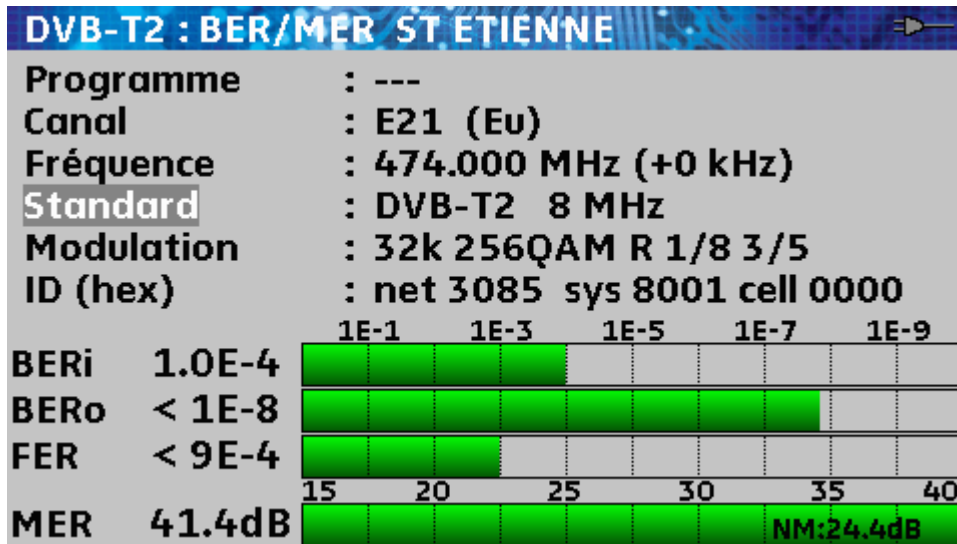 DVB-T2 : BER/MER ST ETIENNE
Programme : ---
Canal : E21 (Eu)
Fréquence : 474.000 MHz (+0 kHz)
Standard : DVB-T2 8 MHz
Modulation : 32k 256QAM R 1/8 3/5
ID (hex) : net 3085 sys 8001 cell 0000
1E-1 1E-3 1E-5 1E-7 1E-9
BERi 1.0E-4
BERo < 1E-8
FER < 9E-4
15 20 25 30 35 40
MER 41.4dB NM:24.4dB